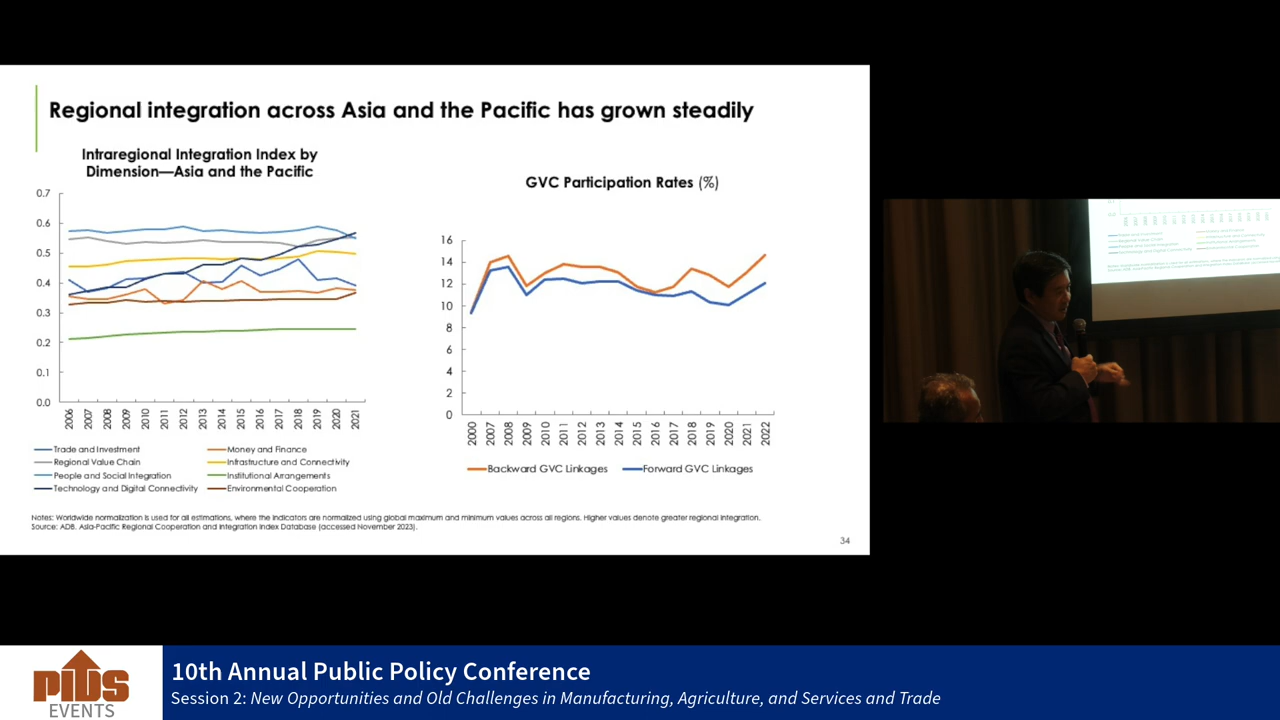 Regional integration across Asia and the Pacific has grown steadily
Intraregional Integration Index by
Dimension—Asia and the Pacific
0.7
0.6
0.5
0.4
0.3
0.2
0.1
0.0
2006 2007 2008 2009 2010 2011 2012 2013 2014 2015 2016 2017 2018 2019 2020 2021
Trade and Investment
Money and Finance
Regional Value Chain
Infrastructure and Connectivity
People and Social Integration
Institutional Arrangements
Technology and Digital Connectivity
Environmental Cooperation
GVC Participation Rates (%)
16
14
12
10
8
6
4
2
0
2000 2007 2008 2009 2010 2011 2012 2013 2014 2015 2016 2017 2018 2019 2020 2021 2022
Backward GVC Linkages
Forward GVC Linkages
Notes: Worldwide normalization is used for all estimations, where the indicators are normalized using global maximum and minimum values across all regions. Higher values denote greater regional integration.
Source: ADB. Asia-Pacific Regional Cooperation and Integration Index Database (accessed November 2023).
34
PIDS
EVENTS
10th Annual Public Policy Conference
Session 2: New Opportunities and Old Challenges in Manufacturing, Agriculture, and Services and Trade